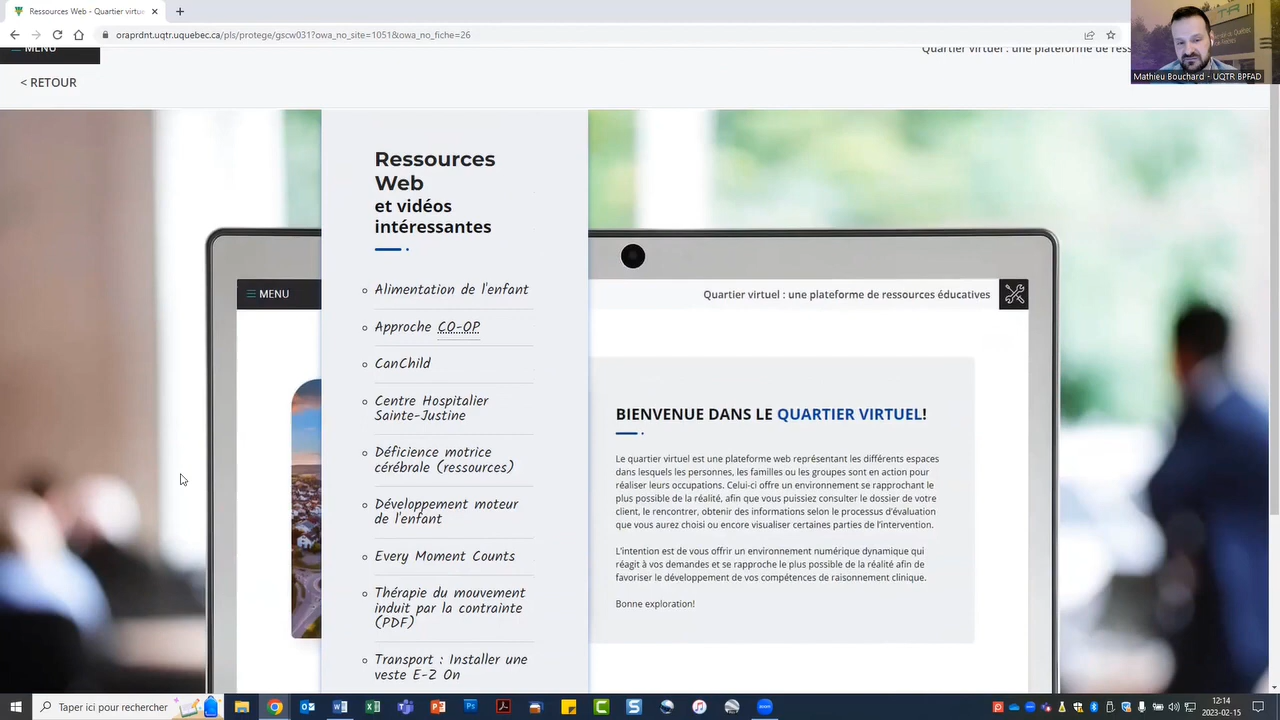 Ressources Web - Quartier virtue
oraprdnt.uqtr.uquebec.ca/pls/protege/gscw031?owa_no_site=1051&owa_no_fiche=26
MENU
Quartier virtuel : une plateforme de ress
Mathieu Bouchard - UQTR BPFAD
< RETOUR
Ressources
Web
et vidéos
intéressantes
Alimentation de l'enfant
Approche CO-OP
CanChild
Centre Hospitalier
Sainte-Justine
Déficience motrice
cérébrale (ressources)
Développement moteur
de l'enfant
Every Moment Counts
Thérapie du mouvement
induit par la contrainte
(PDF)
Transport : Installer une
veste E-Z On
MENU
Quartier virtuel : une plateforme de ressources éducatives
BIENVENUE DANS LE QUARTIER VIRTUEL!
Le quartier virtuel est une plateforme web représentant les différents espaces
dans lesquels les personnes, les familles ou les groupes sont en action pour
réaliser leurs occupations. Celui-ci offre un environnement se rapprochant le
plus possible de la réalité, afin que vous puissiez consulter le dossier de votre
client, le rencontrer, obtenir des informations selon le processus d'évaluation
que vous aurez choisi ou encore visualiser certaines parties de l'intervention.
L'intention est de vous offrir un environnement numérique dynamique qui
réagit à vos demandes et se rapproche le plus possible de la réalité afin de
favoriser le développement de vos compétences de raisonnement clinique.
Bonne exploration!
Taper ici pour rechercher
12:14
2023-02-15